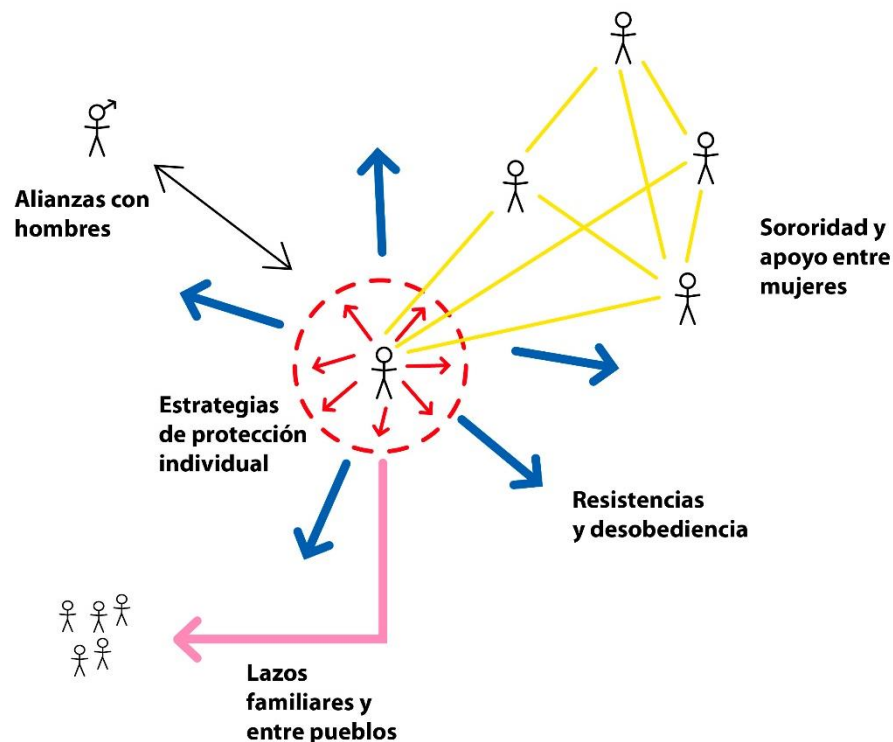 Alianzas con
hombres
Sororidad y
apoyo entre
mujeres
Estrategias
de protección
individual
Resistencias
y desobediencia
Lazos
familiares y
entre pueblos